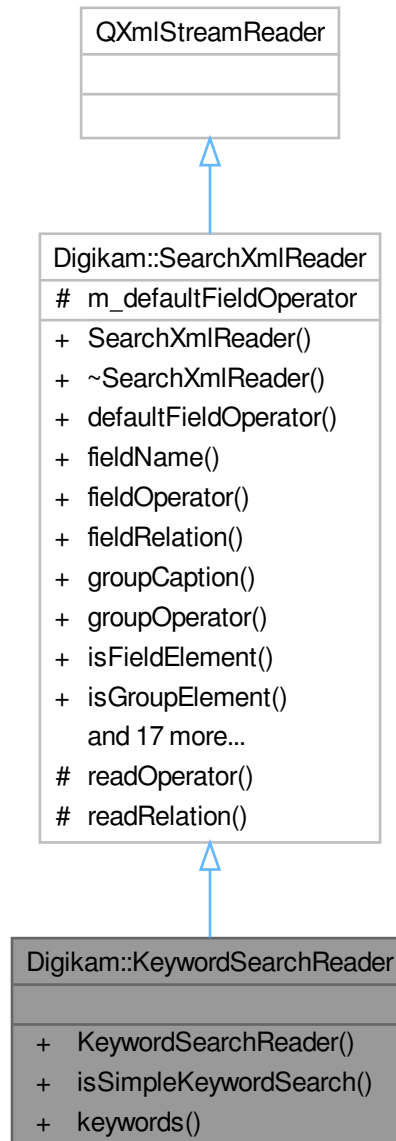 QXmlStreamReader
Digikam::SearchXmlReader
# m_defaultFieldOperator
+ SearchXmlReader()
+ ~SearchXmlReader()
+ defaultFieldOperator()
+ fieldName()
+ fieldOperator()
+ fieldRelation()
+ groupCaption()
+ groupOperator()
+ isFieldElement()
+ isGroupElement()
and 17 more...
# readOperator()
# readRelation()
Digikam::KeywordSearchReader
+ KeywordSearchReader()
+ isSimpleKeywordSearch()
+ keywords()